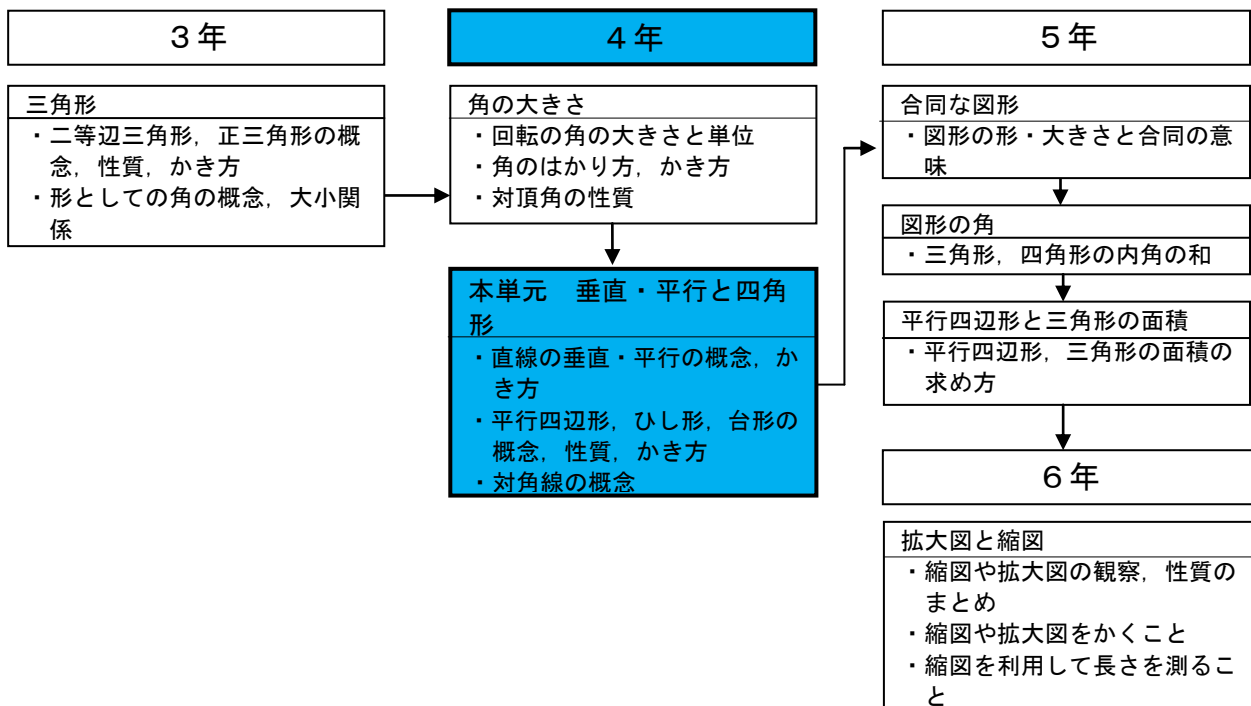 ３年
三角形
・二等辺三角形，正三角形の概
念，性質，かき方
・形としての角の概念，大小関
係
４年
角の大きさ
・回転の角の大きさと単位
・角のはかり方，かき方
・対頂角の性質
本単元　垂直・平行と四角
形
・直線の垂直・平行の概念，か
き方
・平行四辺形，ひし形，台形の
概念，性質，かき方
・対角線の概念
５年
合同な図形
・図形の形・大きさと合同の意
味
図形の角
・三角形，四角形の内角の和
平行四辺形と三角形の面積
・平行四辺形，三角形の面積の
求め方
６年
拡大図と縮図
・縮図や拡大図の観察，性質の
まとめ
・縮図や拡大図をかくこと
・縮図を利用して長さを測るこ
と